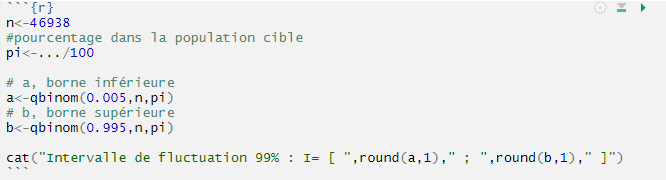 ```{r}
n<-46938
#pourcentage dans la population cible
pi<-.../100
# a, borne inférieure
a<-qbinom(0.005,n,pi)
# b, borne supérieure
b<-qbinom(0.995,n,pi)
cat("Intervalle de fluctuation 99% : I= [ ",round(a,1)," ; ",round(b,1)," ]")
```